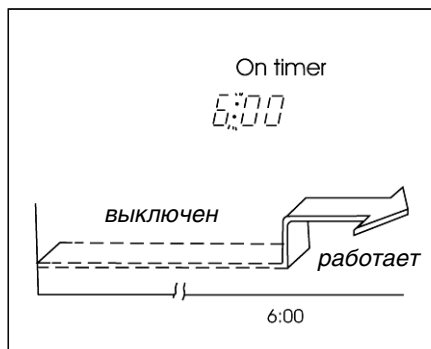 On timer
6:00
выключен
работает
6:00